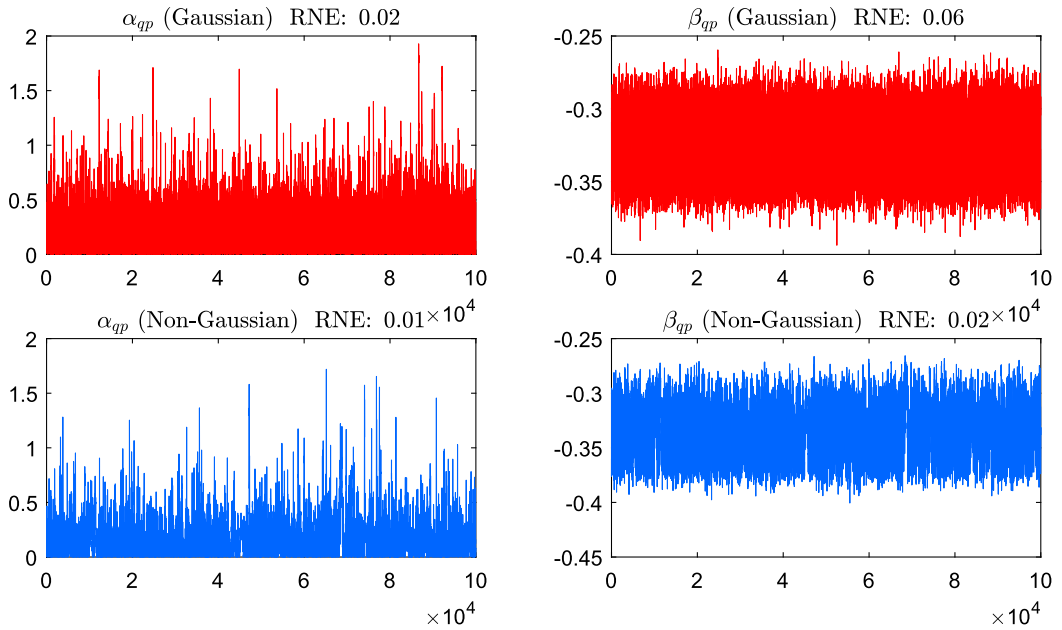 α_qp (Gaussian) RNE: 0.02
2
1.5
1
0.5
0
0 2 4 6 8 10
×10^4
β_qp (Gaussian) RNE: 0.06
-0.25
-0.3
-0.35
-0.4
0 2 4 6 8 10
×10^4
α_qp (Non-Gaussian) RNE: 0.01
2
1.5
1
0.5
0
0 2 4 6 8 10
×10^4
β_qp (Non-Gaussian) RNE: 0.02
-0.25
-0.3
-0.35
-0.4
-0.45
0 2 4 6 8 10
×10^4